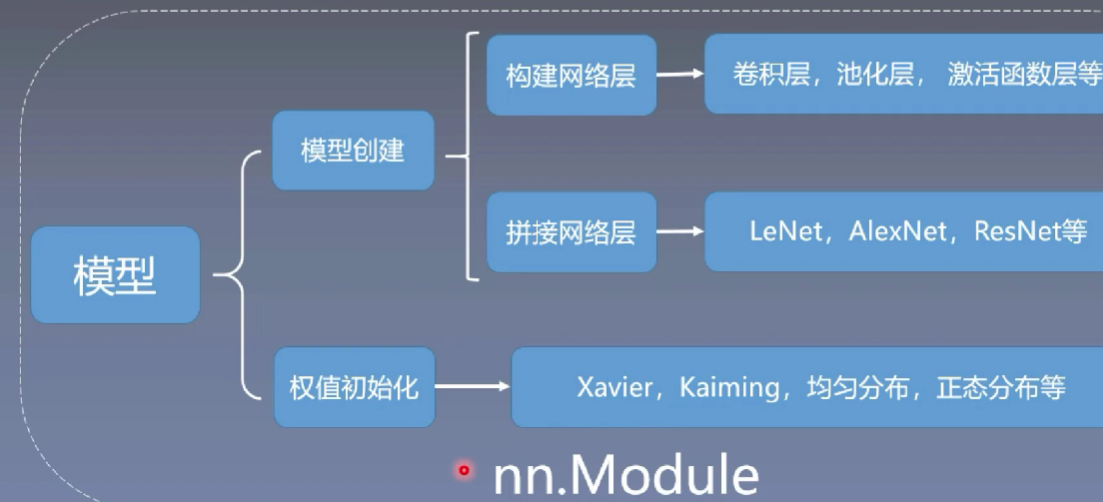 构建网络层
卷积层，池化层， 激活函数层等
模型创建
拼接网络层
LeNet，AlexNet，ResNet等
模型
权值初始化
Xavier，Kaiming，均匀分布，正态分布等
nn.Module